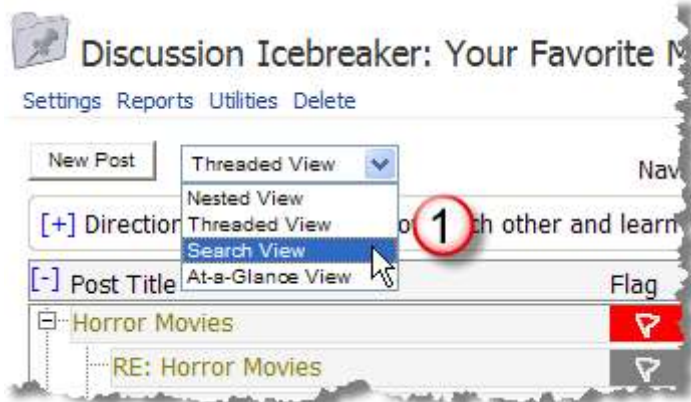 Discussion Icebreaker: Your Favorite M
Settings Reports Utilities Delete
New Post Threaded View Nav
Nested View
[+] Direction Threaded View 1 ch other and learn
Search View
[-] Post Title At-a-Glance View Flag
Horror Movies
RE: Horror Movies